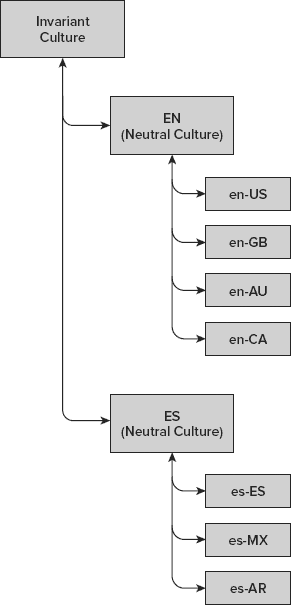 Invariant
Culture
EN
(Neutral Culture)
en-US
en-GB
en-AU
en-CA
ES
(Neutral Culture)
es-ES
es-MX
es-AR